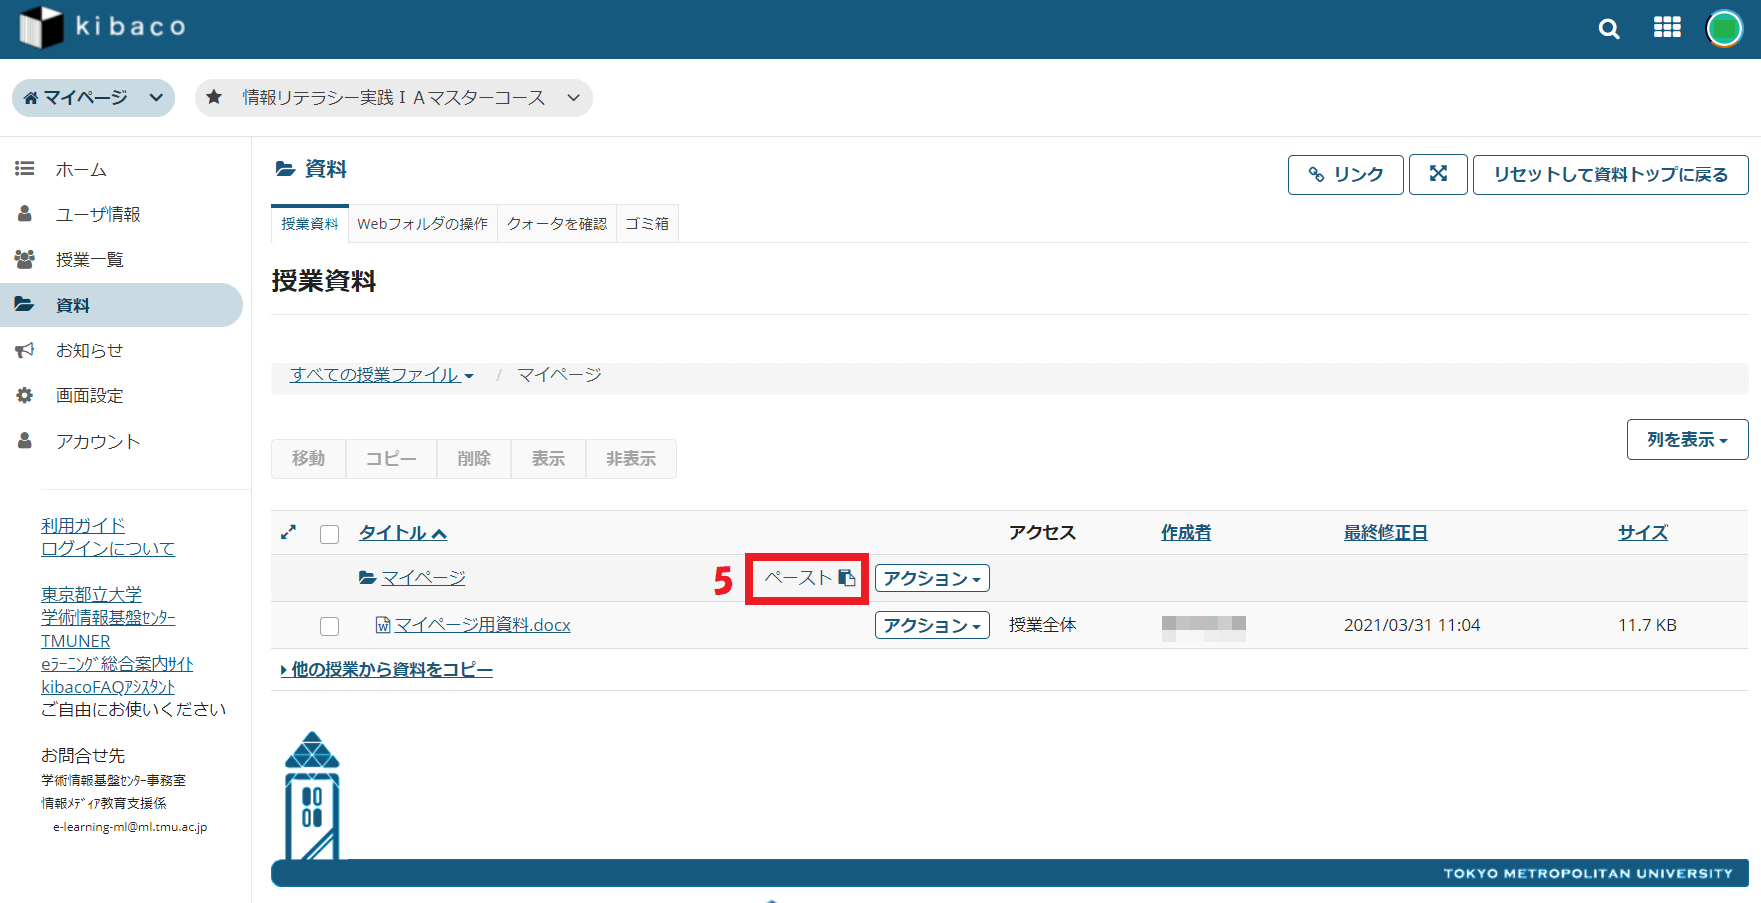 kibaco
マイページ
情報リテラシー実践ⅠAマスターコース
ホーム
ユーザ情報
授業一覧
資料
お知らせ
画面設定
アカウント
利用ガイド
ログインについて
東京都立大学
学術情報基盤ｾﾝﾀｰ
TMUNER
eﾗｰﾆﾝｸﾞ総合案内ｻｲﾄ
kibacoFAQｱｼｽﾀﾝﾄ
ご自由にお使いください
お問合せ先
学術情報基盤ｾﾝﾀｰ事務室
情報ﾒﾃﾞｨｱ教育支援係
e-learning-ml@ml.tmu.ac.jp
資料
リンク
リセットして資料トップに戻る
授業資料 Webフォルダの操作 クォータを確認 ゴミ箱
授業資料
すべての授業ファイル / マイページ
列を表示
移動 コピー 削除 表示 非表示
タイトル アクセス 作成者 最終修正日 サイズ
マイページ 5 ペースト アクション
マイページ用資料.docx アクション 授業全体 2021/03/31 11:04 11.7 KB
他の授業から資料をコピー
TOKYO METROPOLITAN UNIVERSITY